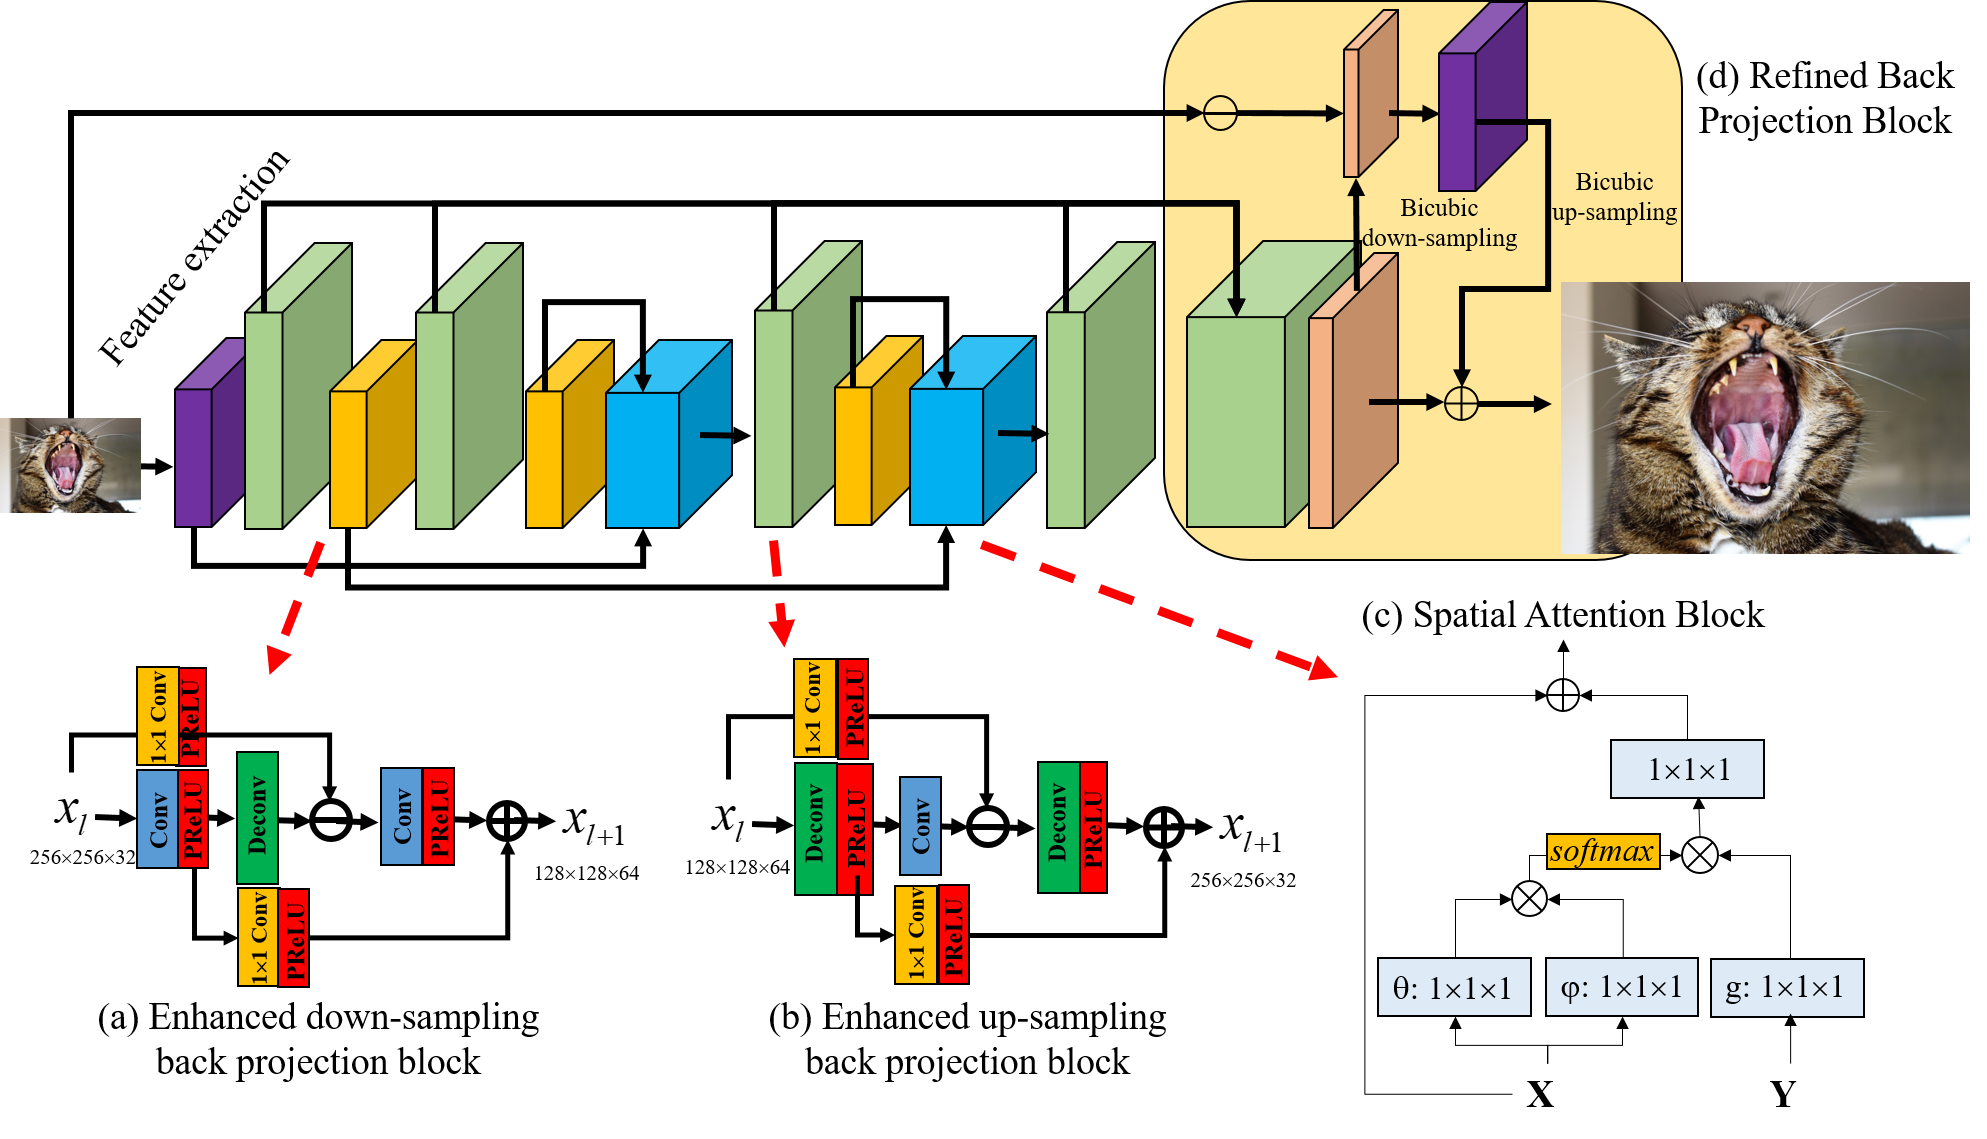 (d) Refined Back
Projection Block
Feature extraction
Bicubic
up-sampling
Bicubic
down-sampling
(c) Spatial Attention Block
1×1 Conv
PReLU
Conv
PReLU
Deconv
Conv
PReLU
1×1 Conv
PReLU
x_l
256×256×32
x_{l+1}
128×128×64
(a) Enhanced down-sampling
back projection block
1×1 Conv
PReLU
Deconv
PReLU
Conv
Deconv
PReLU
1×1 Conv
PReLU
x_l
128×128×64
x_{l+1}
256×256×32
(b) Enhanced up-sampling
back projection block
1×1×1
softmax
θ: 1×1×1
φ: 1×1×1
g: 1×1×1
X
Y